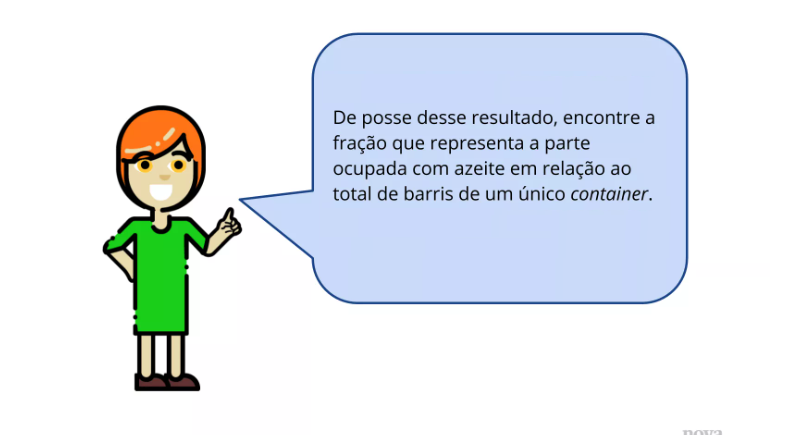 De posse desse resultado, encontre a
fração que representa a parte
ocupada com azeite em relação ao
total de barris de um único container.
nova